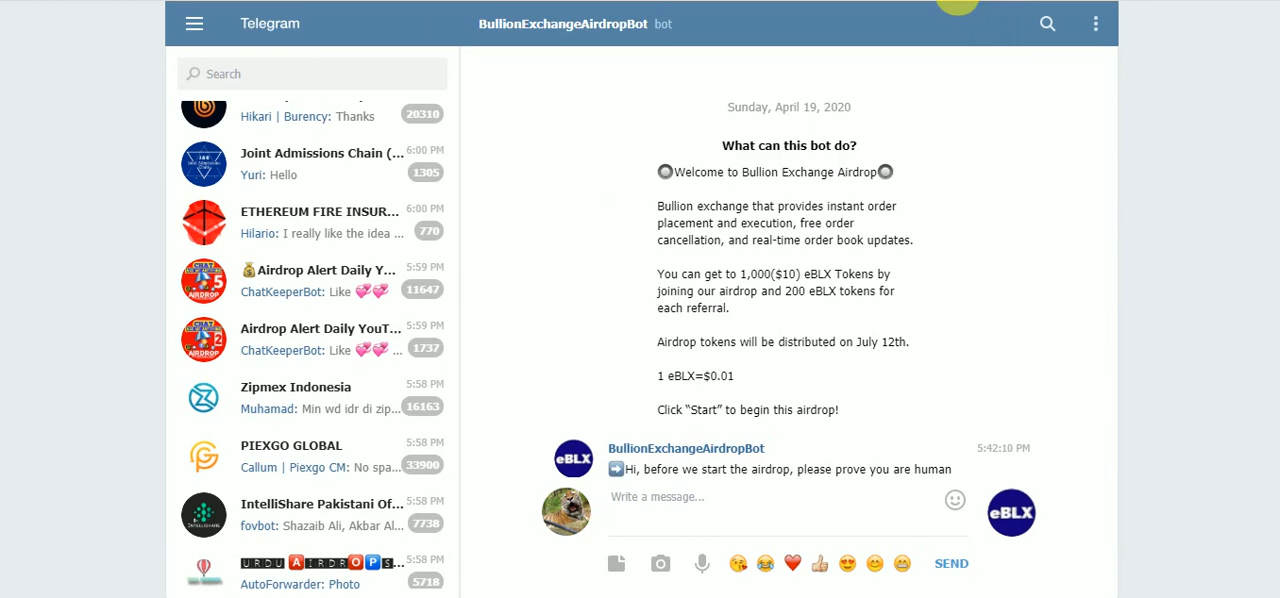 Telegram
BullionExchangeAirdropBot bot
Search
Hikari | Burency: Thanks
20310
Joint Admissions Chain (...
6:00 PM
Yuri: Hello
1305
ETHEREUM FIRE INSUR...
6:00 PM
Hilario: I really like the idea ...
770
💰Airdrop Alert Daily Y...
5:59 PM
ChatKeeperBot: Like 💞💞
11647
Airdrop Alert Daily YouT...
5:59 PM
ChatKeeperBot: Like 💞💞 ...
1737
Zipmex Indonesia
5:58 PM
Muhamad: Min wd idr di zip...
16163
PIEXGO GLOBAL
5:58 PM
Callum | Piexgo CM: No spa...
33900
IntelliShare Pakistani Of...
5:58 PM
fovbot: Shazaib Ali, Akbar Al...
7738
URDU 🅰IRDR🅾🅿S...
5:58 PM
AutoForwarder: Photo
5718
Sunday, April 19, 2020
What can this bot do?
🔘Welcome to Bullion Exchange Airdrop🔘
Bullion exchange that provides instant order
placement and execution, free order
cancellation, and real-time order book updates.
You can get to 1,000($10) eBLX Tokens by
joining our airdrop and 200 eBLX tokens for
each referral.
Airdrop tokens will be distributed on July 12th.
1 eBLX=$0.01
Click “Start” to begin this airdrop!
eBLX
BullionExchangeAirdropBot
5:42:10 PM
➡Hi, before we start the airdrop, please prove you are human
Write a message...
eBLX
SEND